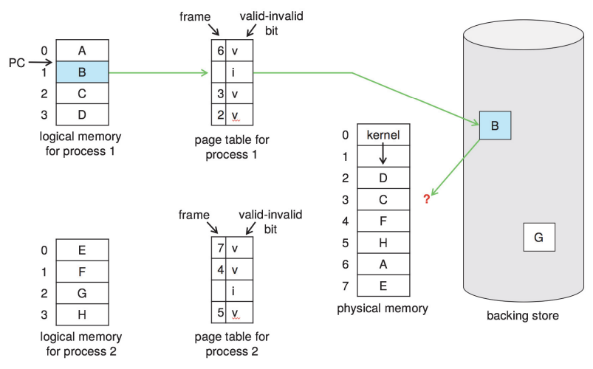 frame
valid-invalid
bit
PC
0 A
1 B
2 C
3 D
logical memory
for process 1
6 v
i
3 v
2 v
page table for
process 1
0 kernel
1
2 D
3 C
4 F
5 H
6 A
7 E
physical memory
?
B
G
backing store
frame
valid-invalid
bit
0 E
1 F
2 G
3 H
logical memory
for process 2
7 v
4 v
i
5 v
page table for
process 2